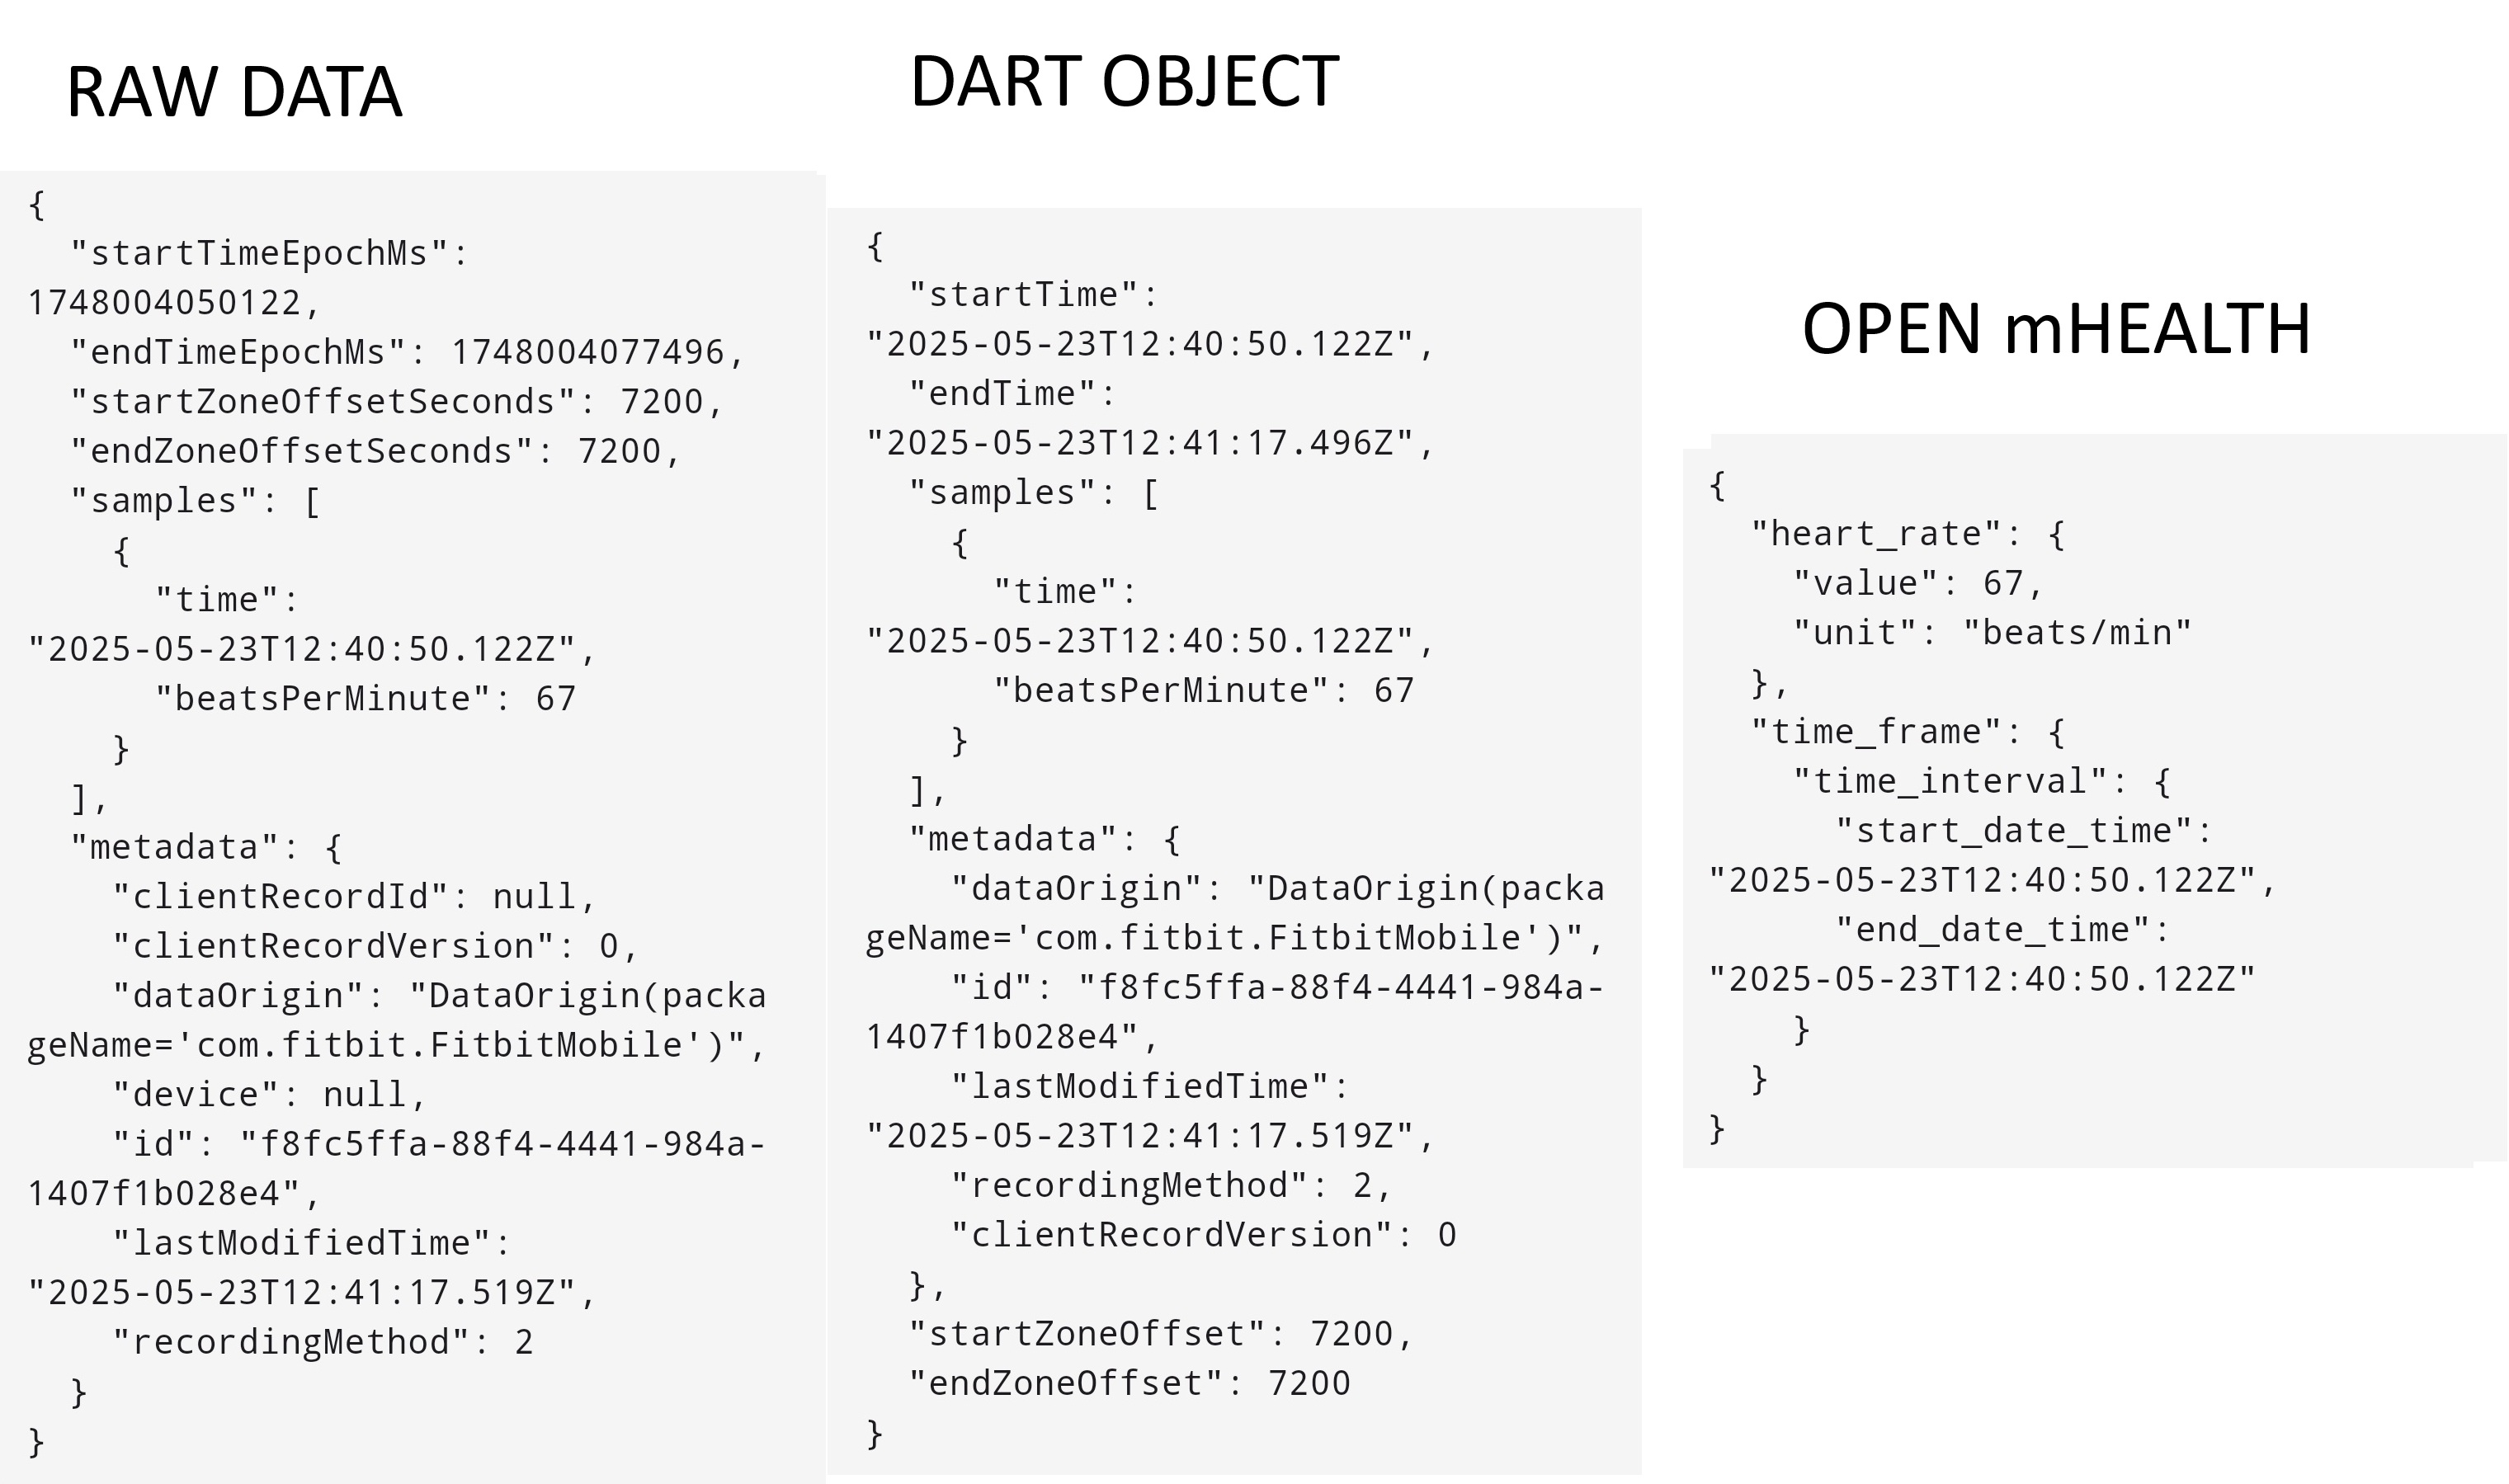 RAW DATA
{
  "startTimeEpochMs":
1748004050122,
  "endTimeEpochMs": 1748004077496,
  "startZoneOffsetSeconds": 7200,
  "endZoneOffsetSeconds": 7200,
  "samples": [
    {
      "time":
"2025-05-23T12:40:50.122Z",
      "beatsPerMinute": 67
    }
  ],
  "metadata": {
    "clientRecordId": null,
    "clientRecordVersion": 0,
    "dataOrigin": "DataOrigin(packa
geName='com.fitbit.FitbitMobile')",
    "device": null,
    "id": "f8fc5ffa-88f4-4441-984a-
1407f1b028e4",
    "lastModifiedTime":
"2025-05-23T12:41:17.519Z",
    "recordingMethod": 2
  }
}
DART OBJECT
{
  "startTime":
"2025-05-23T12:40:50.122Z",
  "endTime":
"2025-05-23T12:41:17.496Z",
  "samples": [
    {
      "time":
"2025-05-23T12:40:50.122Z",
      "beatsPerMinute": 67
    }
  ],
  "metadata": {
    "dataOrigin": "DataOrigin(packa
geName='com.fitbit.FitbitMobile')",
    "id": "f8fc5ffa-88f4-4441-984a-
1407f1b028e4",
    "lastModifiedTime":
"2025-05-23T12:41:17.519Z",
    "recordingMethod": 2,
    "clientRecordVersion": 0
  },
  "startZoneOffset": 7200,
  "endZoneOffset": 7200
}
OPEN mHEALTH
{
  "heart_rate": {
    "value": 67,
    "unit": "beats/min"
  },
  "time_frame": {
    "time_interval": {
      "start_date_time":
"2025-05-23T12:40:50.122Z",
      "end_date_time":
"2025-05-23T12:40:50.122Z"
    }
  }
}